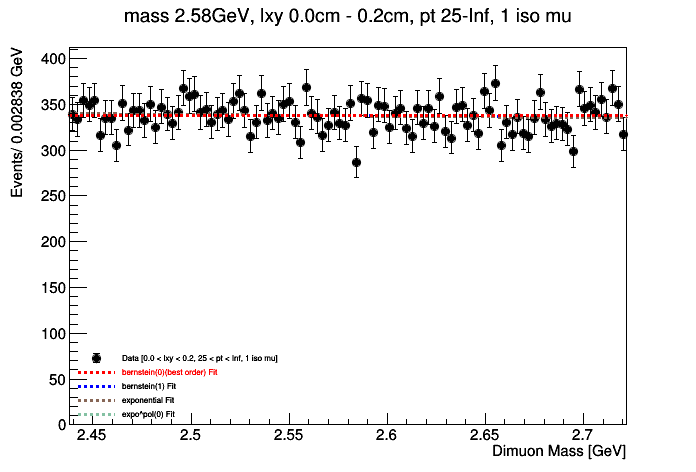 mass 2.58GeV, lxy 0.0cm - 0.2cm, pt 25-Inf, 1 iso mu
Events/ 0.002838 GeV
400
350
300
250
200
150
100
50
0
Data [0.0 < lxy < 0.2, 25 < pt < Inf, 1 iso mu]
bernstein(0)(best order) Fit
bernstein(1) Fit
exponential Fit
expo*pol(0) Fit
2.45 2.5 2.55 2.6 2.65 2.7
Dimuon Mass [GeV]